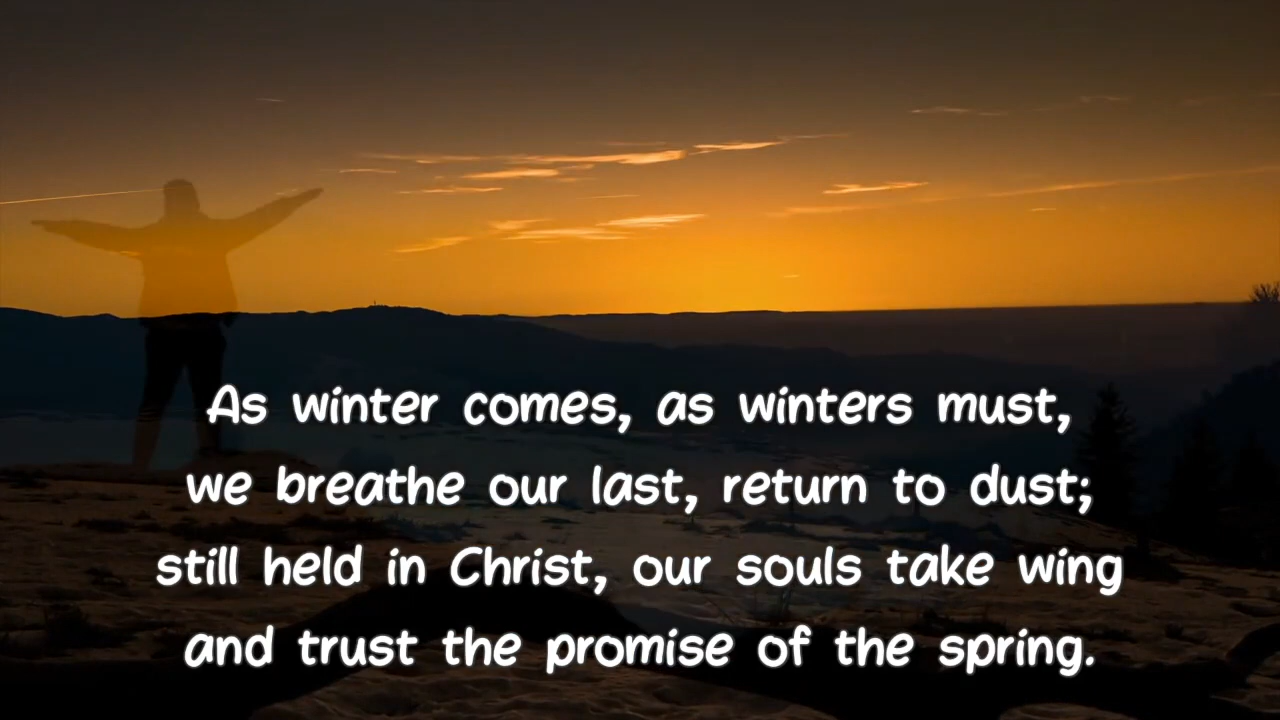 As winter comes, as winters must,
we breathe our last, return to dust;
still held in Christ, our souls take wing
and trust the promise of the spring.